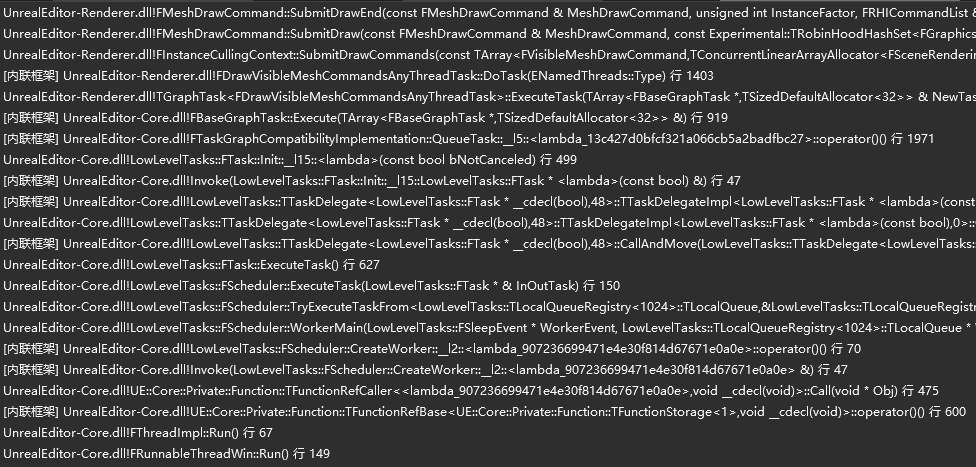 UnrealEditor-Renderer.dll!FMeshDrawCommand::SubmitDrawEnd(const FMeshDrawCommand & MeshDrawCommand, unsigned int InstanceFactor, FRHICommandList &
UnrealEditor-Renderer.dll!FMeshDrawCommand::SubmitDraw(const FMeshDrawCommand & MeshDrawCommand, const Experimental::TRobinHoodHashSet<FGraphics
UnrealEditor-Renderer.dll!FInstanceCullingContext::SubmitDrawCommands(const TArray<FVisibleMeshDrawCommand,TConcurrentLinearArrayAllocator<FSceneRenderin
[内联框架] UnrealEditor-Renderer.dll!FDrawVisibleMeshCommandsAnyThreadTask::DoTask(ENamedThreads::Type) 行 1403
UnrealEditor-Renderer.dll!TGraphTask<FDrawVisibleMeshCommandsAnyThreadTask>::ExecuteTask(TArray<FBaseGraphTask *,TSizedDefaultAllocator<32>> & NewTas
UnrealEditor-Core.dll!FBaseGraphTask::Execute(TArray<FBaseGraphTask *,TSizedDefaultAllocator<32>> &) 行 919
UnrealEditor-Core.dll!FTaskGraphCompatibilityImplementation::QueueTask::__l5::<lambda_13c427d0bfcf321a066cb5a2badfbc27>::operator()() 行 1971
UnrealEditor-Core.dll!LowLevelTasks::FTask::Init::__l15::<lambda>(const bool bNotCanceled) 行 499
[内联框架] UnrealEditor-Core.dll!Invoke(LowLevelTasks::FTask::Init::__l15::LowLevelTasks::FTask * <lambda>(const bool) &) 行 47
[内联框架] UnrealEditor-Core.dll!LowLevelTasks::TTaskDelegate<LowLevelTasks::FTask * __cdecl(bool),48>::TTaskDelegateImpl<LowLevelTasks::FTask * <lambda>(cons
UnrealEditor-Core.dll!LowLevelTasks::TTaskDelegate<LowLevelTasks::FTask * __cdecl(bool),48>::TTaskDelegateImpl<LowLevelTasks::FTask * <lambda>(const bool),0>::
[内联框架] UnrealEditor-Core.dll!LowLevelTasks::TTaskDelegate<LowLevelTasks::FTask * __cdecl(bool),48>::CallAndMove(LowLevelTasks::TTaskDelegate<LowLevelTasks:
UnrealEditor-Core.dll!LowLevelTasks::FTask::ExecuteTask() 行 627
UnrealEditor-Core.dll!LowLevelTasks::FScheduler::ExecuteTask(LowLevelTasks::FTask * & InOutTask) 行 150
UnrealEditor-Core.dll!LowLevelTasks::FScheduler::TryExecuteTaskFrom<LowLevelTasks::TLocalQueueRegistry<1024>::TLocalQueue,&LowLevelTasks::TLocalQueueRegistr
UnrealEditor-Core.dll!LowLevelTasks::FScheduler::WorkerMain(LowLevelTasks::FSleepEvent * WorkerEvent, LowLevelTasks::TLocalQueueRegistry<1024>::TLocalQueue * 
[内联框架] UnrealEditor-Core.dll!LowLevelTasks::FScheduler::CreateWorker::__l2::<lambda_907236699471e4e30f814d67671e0a0e>::operator()() 行 70
[内联框架] UnrealEditor-Core.dll!Invoke(LowLevelTasks::FScheduler::CreateWorker::__l2::<lambda_907236699471e4e30f814d67671e0a0e> &) 行 47
UnrealEditor-Core.dll!UE::Core::Private::Function::TFunctionRefCaller<<lambda_907236699471e4e30f814d67671e0a0e>,void __cdecl(void)>::Call(void * Obj) 行 475
[内联框架] UnrealEditor-Core.dll!UE::Core::Private::Function::TFunctionRefBase<UE::Core::Private::Function::TFunctionStorage<1>,void __cdecl(void)>::operator()() 行 600
UnrealEditor-Core.dll!FThreadImpl::Run() 行 67
UnrealEditor-Core.dll!FRunnableThreadWin::Run() 行 149